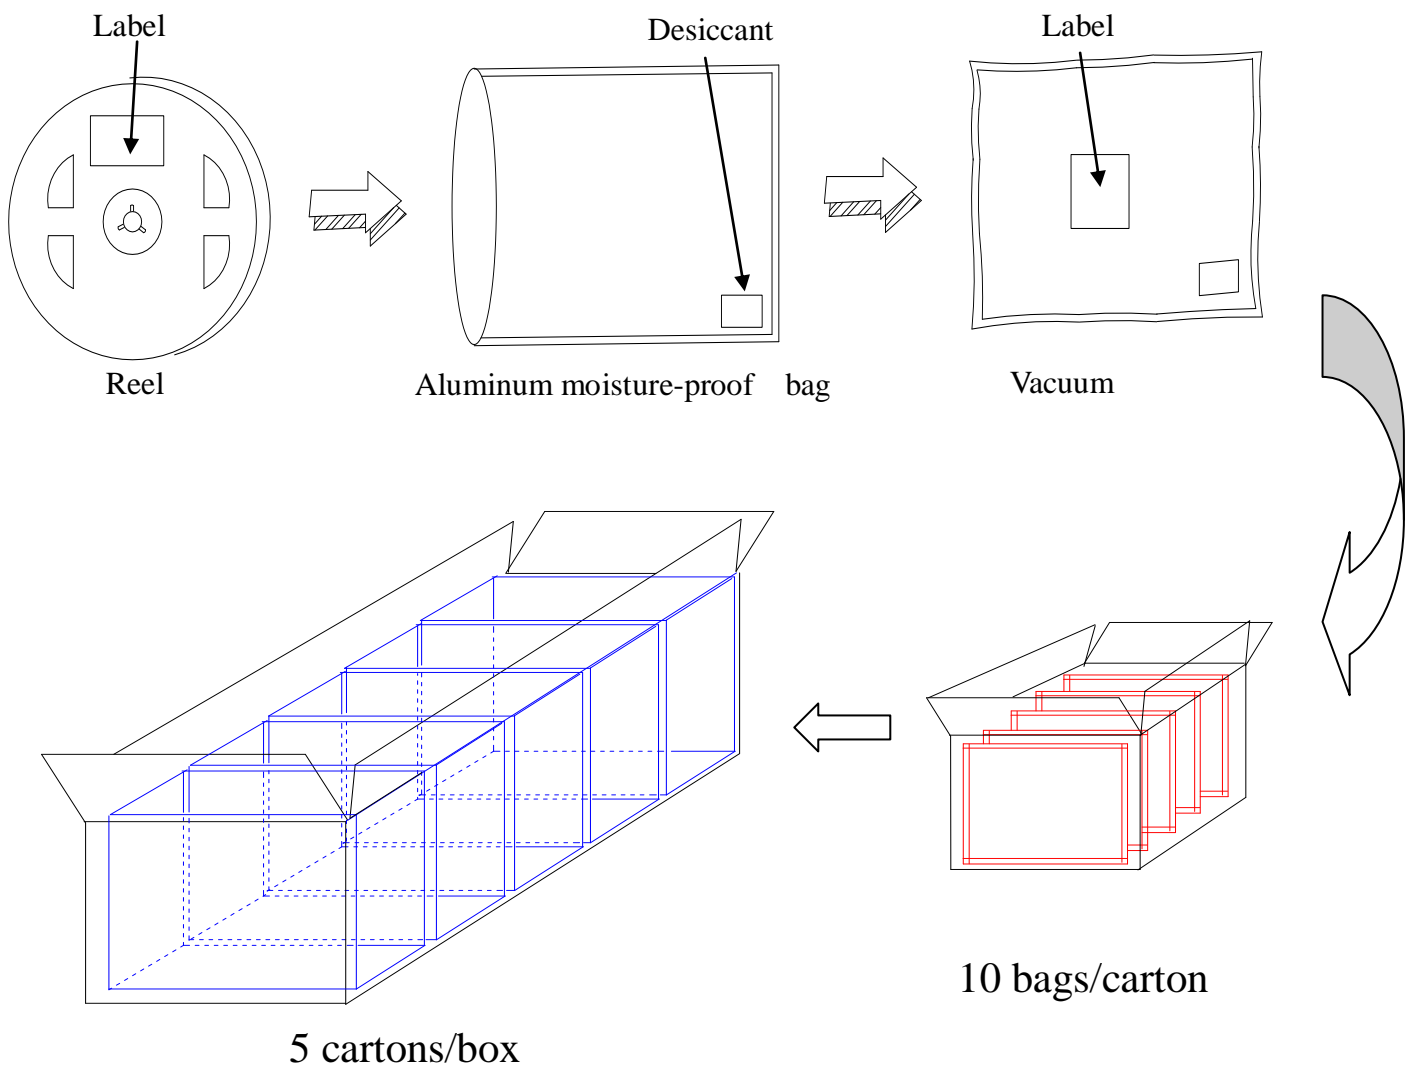 Label
Desiccant
Label
Reel
Aluminum moisture-proof bag
Vacuum
10 bags/carton
5 cartons/box